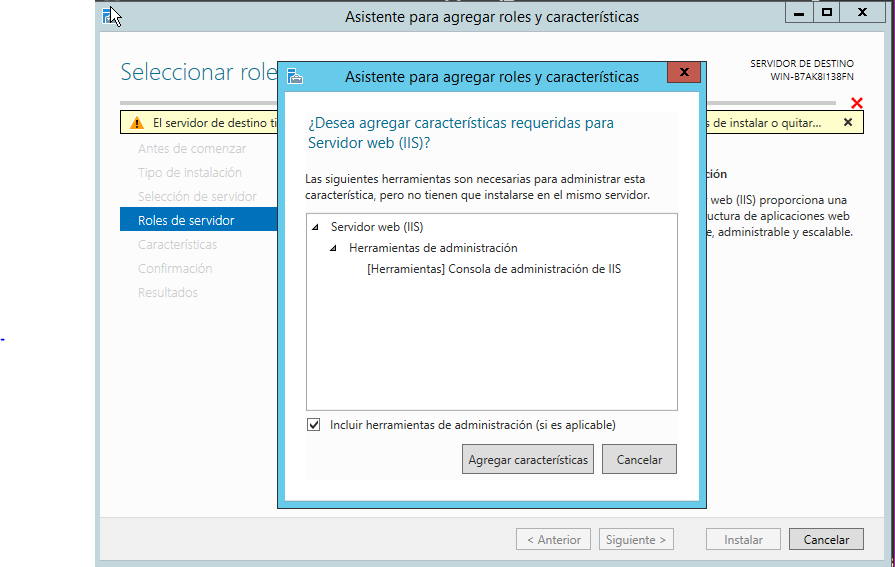 Asistente para agregar roles y características
Seleccionar role
SERVIDOR DE DESTINO
WIN-B7AK8I138FN
El servidor de destino ti
s de instalar o quitar...
Antes de comenzar
Tipo de instalación
Selección de servidor
Roles de servidor
Características
Confirmación
Resultados
Asistente para agregar roles y características
¿Desea agregar características requeridas para
Servidor web (IIS)?
Las siguientes herramientas son necesarias para administrar esta
característica, pero no tienen que instalarse en el mismo servidor.
Servidor web (IIS)
Herramientas de administración
[Herramientas] Consola de administración de IIS
Incluir herramientas de administración (si es aplicable)
Agregar características
Cancelar
ción
web (IIS) proporciona una
uctura de aplicaciones web
e, administrable y escalable.
< Anterior
Siguiente >
Instalar
Cancelar